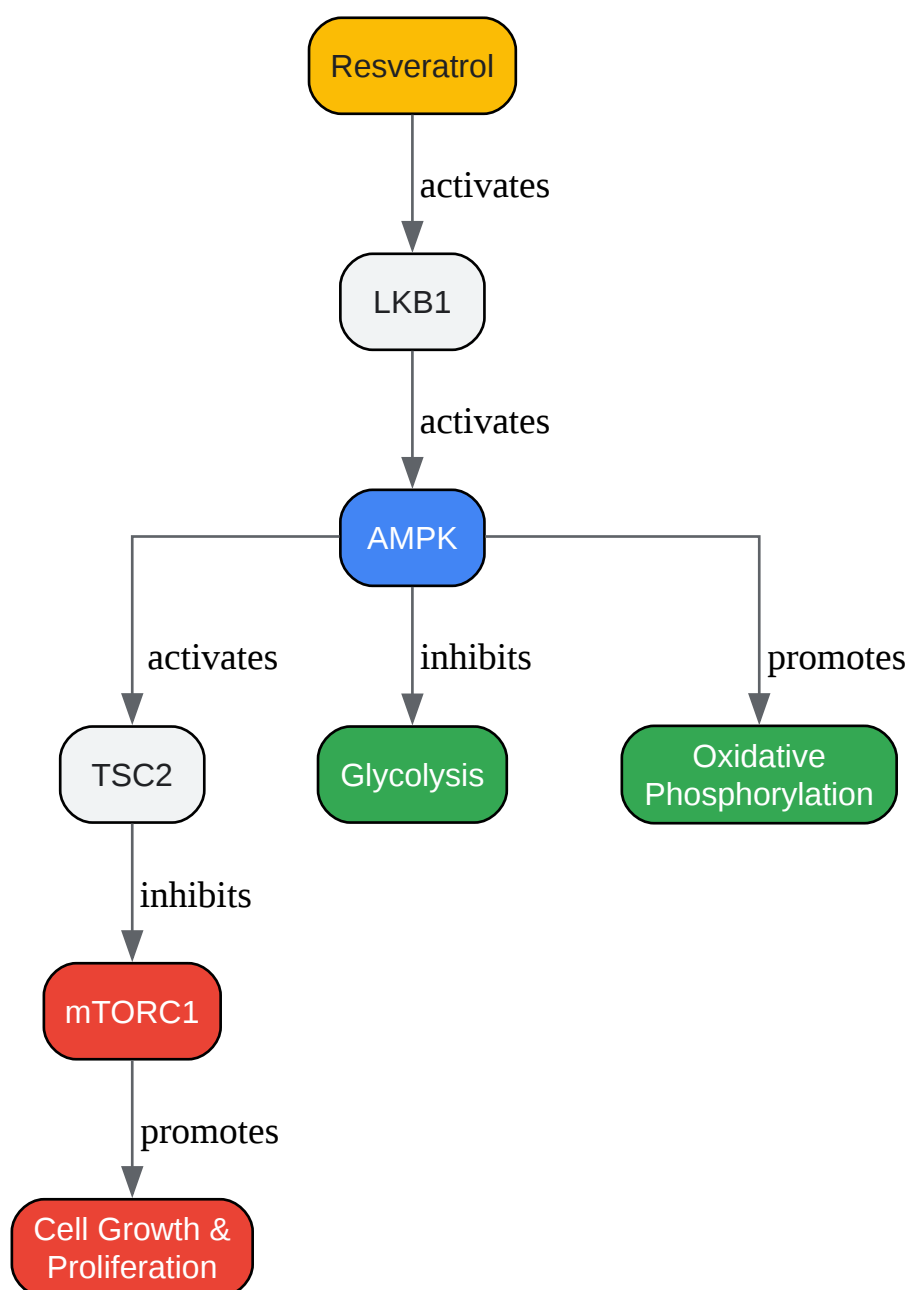 Resveratrol
activates
LKB1
activates
AMPK
activates
inhibits
promotes
TSC2
Glycolysis
Oxidative
Phosphorylation
inhibits
mTORC1
promotes
Cell Growth &
Proliferation